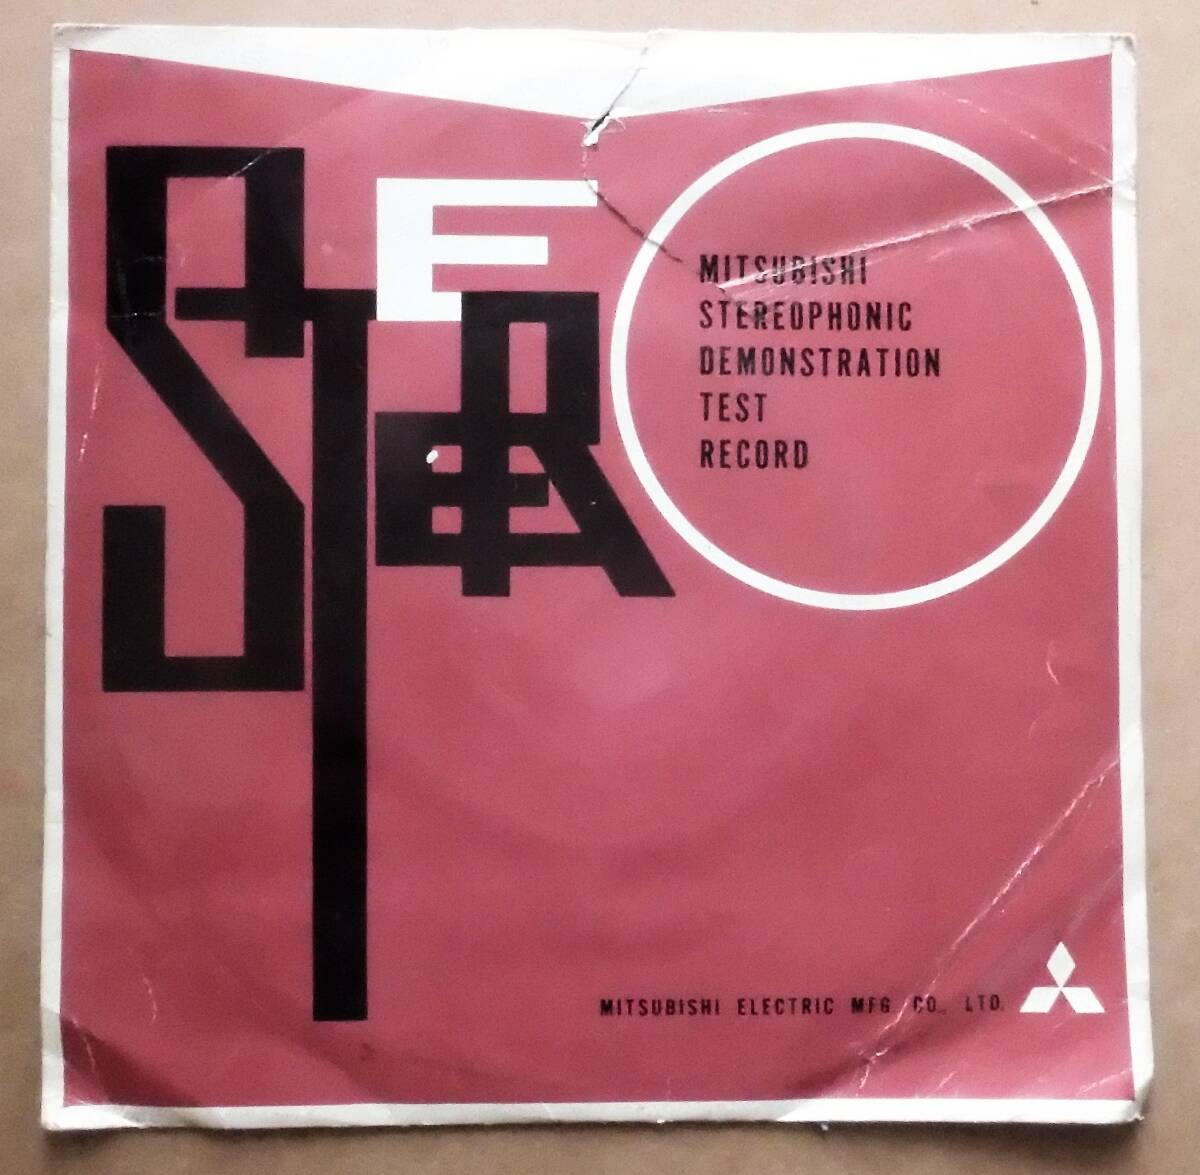 STEREO
MITSUBISHI
STEREOPHONIC
DEMONSTRATION
TEST
RECORD
MITSUBISHI ELECTRIC MFG. CO., LTD.